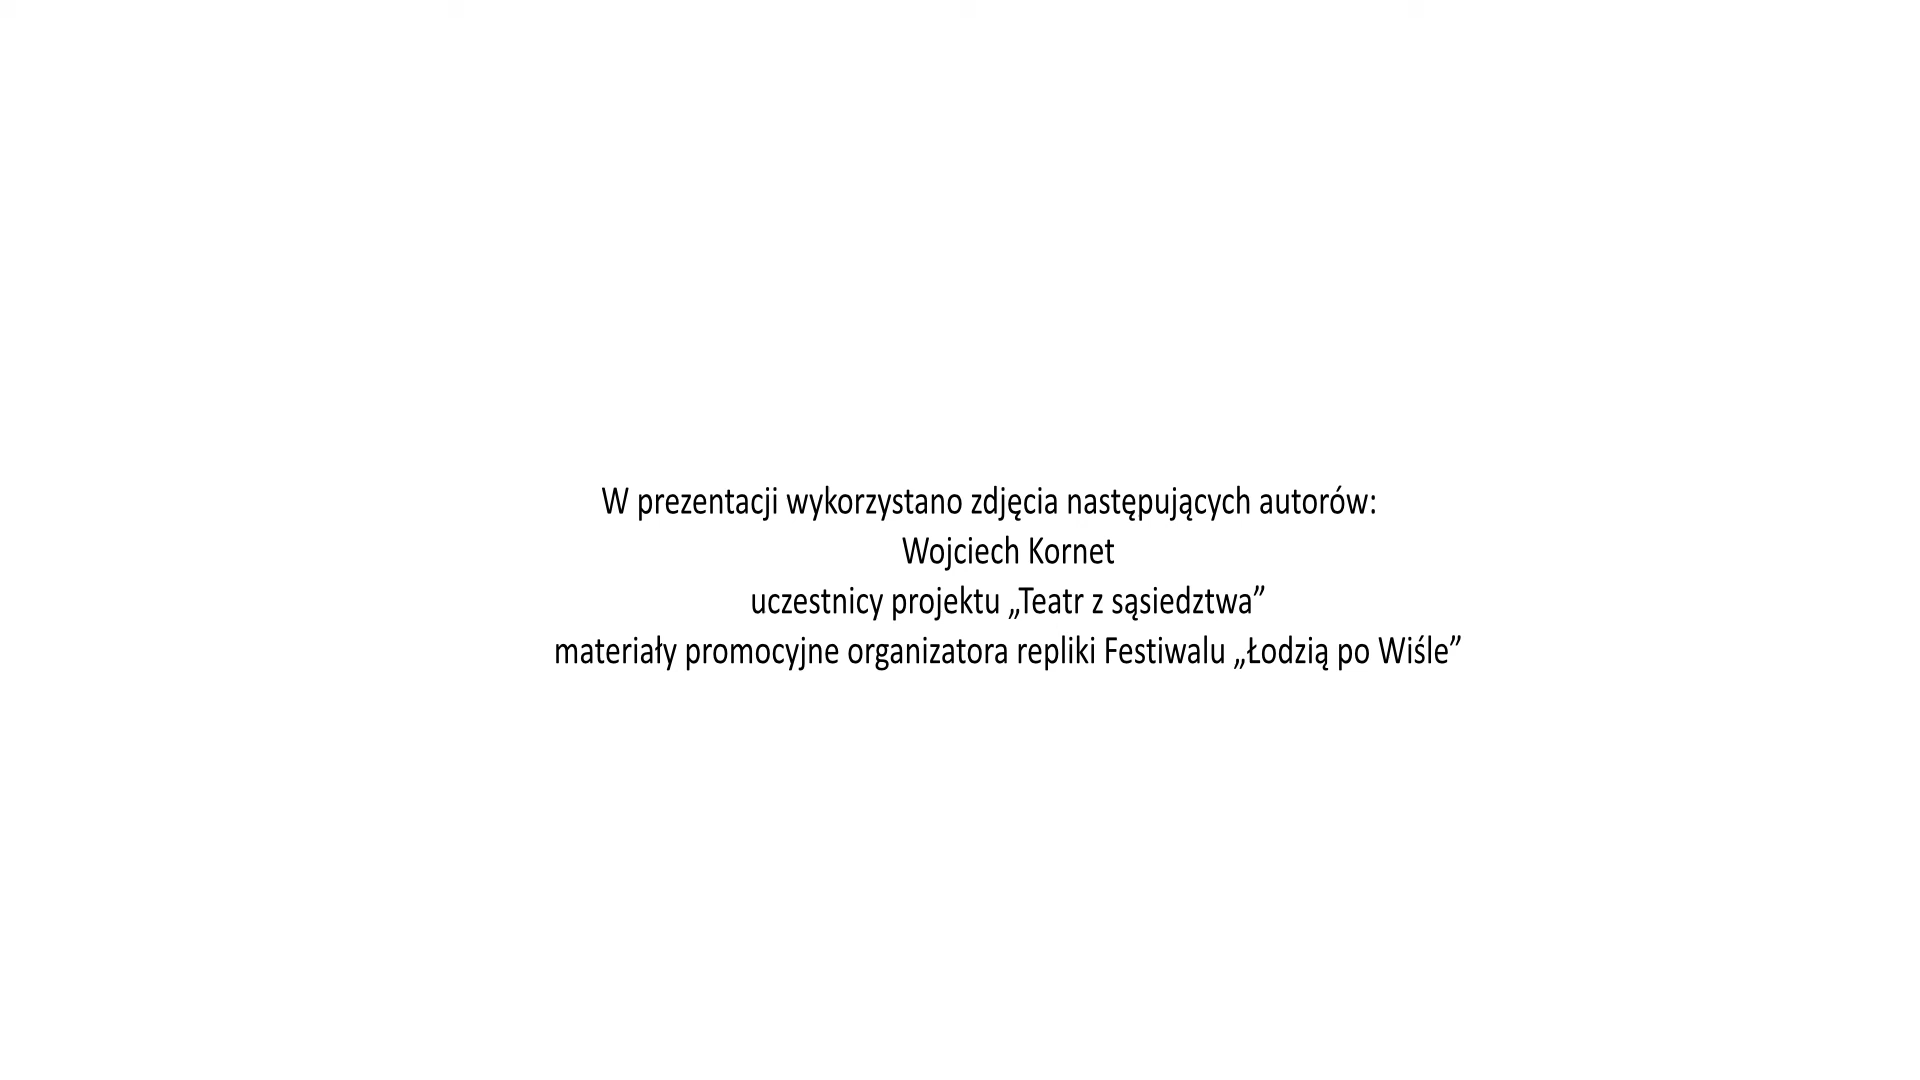 W prezentacji wykorzystano zdjęcia następujących autorów:
Wojciech Kornet
uczestnicy projektu „Teatr z sąsiedztwa”
materiały promocyjne organizatora repliki Festiwalu „Łodzią po Wiśle”